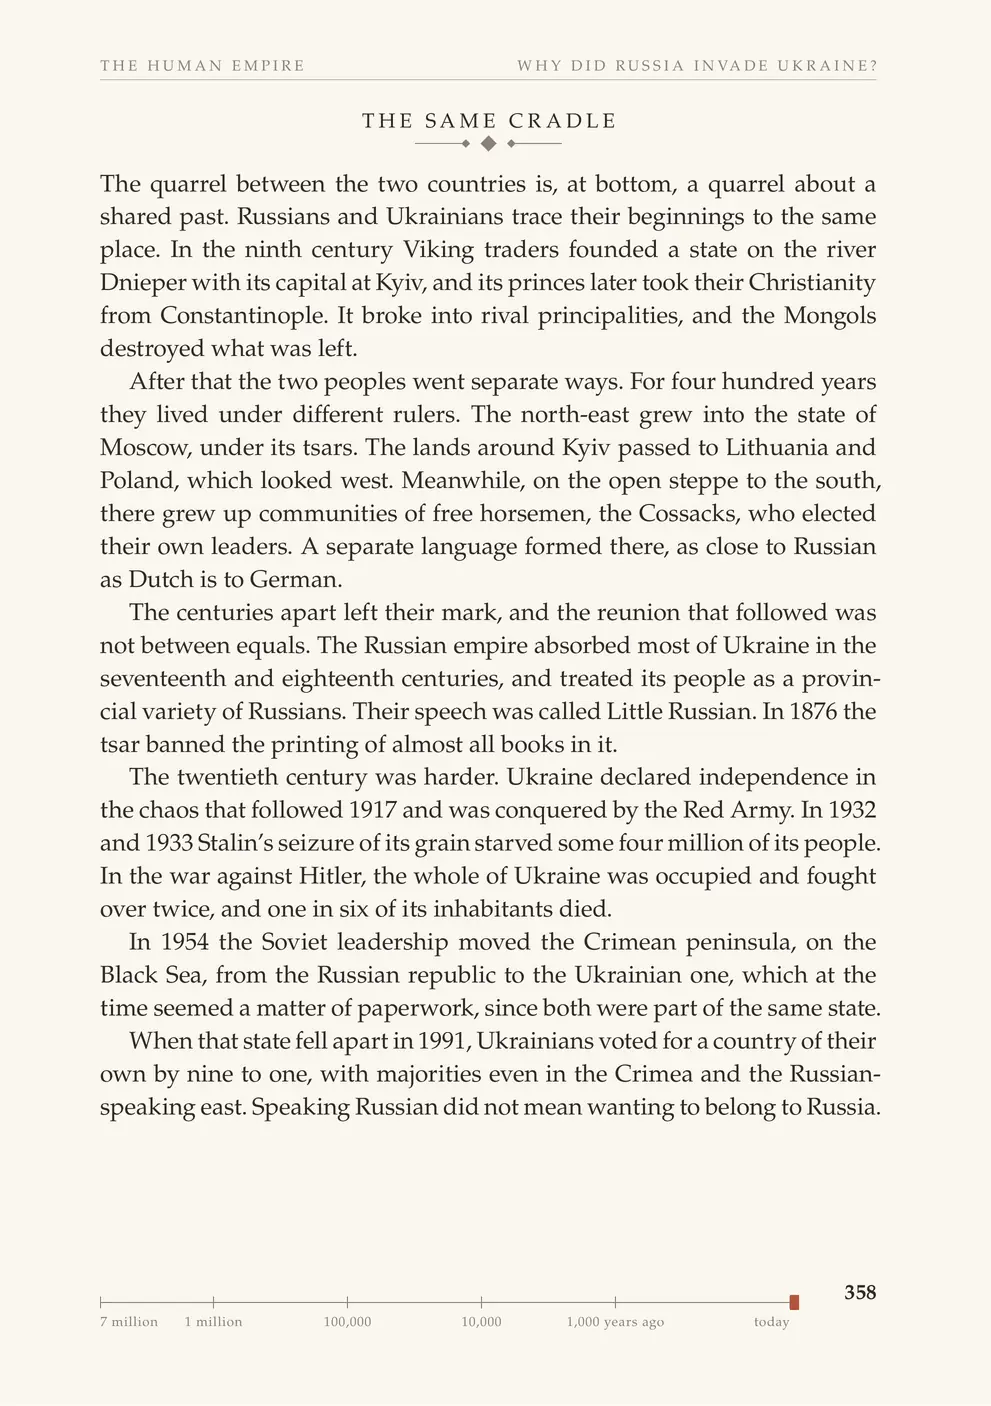 THE HUMAN EMPIRE
WHY DID RUSSIA INVADE UKRAINE?
THE SAME CRADLE
The quarrel between the two countries is, at bottom, a quarrel about a
shared past. Russians and Ukrainians trace their beginnings to the same
place. In the ninth century Viking traders founded a state on the river
Dnieper with its capital at Kyiv, and its princes later took their Christianity
from Constantinople. It broke into rival principalities, and the Mongols
destroyed what was left.
After that the two peoples went separate ways. For four hundred years
they lived under different rulers. The north-east grew into the state of
Moscow, under its tsars. The lands around Kyiv passed to Lithuania and
Poland, which looked west. Meanwhile, on the open steppe to the south,
there grew up communities of free horsemen, the Cossacks, who elected
their own leaders. A separate language formed there, as close to Russian
as Dutch is to German.
The centuries apart left their mark, and the reunion that followed was
not between equals. The Russian empire absorbed most of Ukraine in the
seventeenth and eighteenth centuries, and treated its people as a provin-
cial variety of Russians. Their speech was called Little Russian. In 1876 the
tsar banned the printing of almost all books in it.
The twentieth century was harder. Ukraine declared independence in
the chaos that followed 1917 and was conquered by the Red Army. In 1932
and 1933 Stalin’s seizure of its grain starved some four million of its people.
In the war against Hitler, the whole of Ukraine was occupied and fought
over twice, and one in six of its inhabitants died.
In 1954 the Soviet leadership moved the Crimean peninsula, on the
Black Sea, from the Russian republic to the Ukrainian one, which at the
time seemed a matter of paperwork, since both were part of the same state.
When that state fell apart in 1991, Ukrainians voted for a country of their
own by nine to one, with majorities even in the Crimea and the Russian-
speaking east. Speaking Russian did not mean wanting to belong to Russia.
358
7 million
1 million
100,000
10,000
1,000 years ago
today